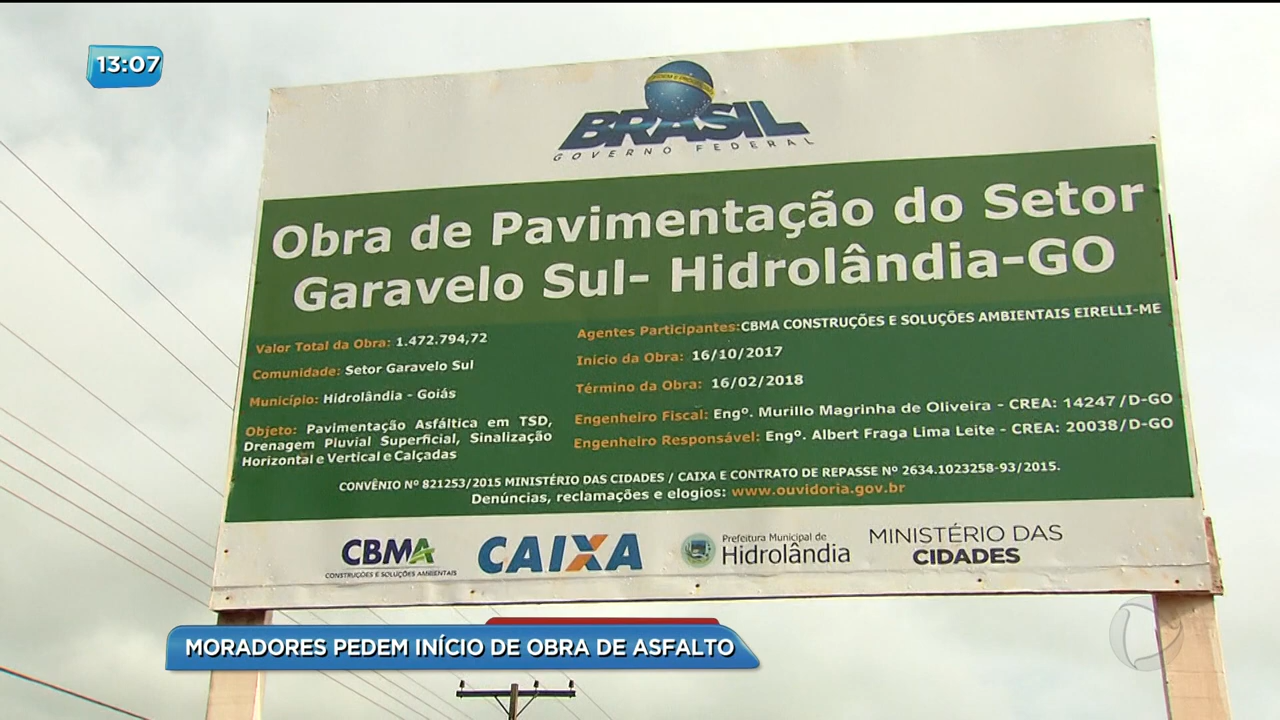 13:07
BRASIL
GOVERNO FEDERAL
Obra de Pavimentação do Setor
Garavelo Sul- Hidrolândia-GO
Valor Total da Obra: 1.472.794,72
Comunidade: Setor Garavelo Sul
Município: Hidrolândia - Goiás
Objeto: Pavimentação Asfáltica em TSD,
Drenagem Pluvial Superficial, Sinalização
Horizontal e Vertical e Calçadas
Agentes Participantes:CBMA CONSTRUÇÕES E SOLUÇÕES AMBIENTAIS EIRELLI-ME
Início da Obra: 16/10/2017
Término da Obra: 16/02/2018
Engenheiro Fiscal: Engº. Murillo Magrinha de Oliveira - CREA: 14247/D-GO
Engenheiro Responsável: Engº. Albert Fraga Lima Leite - CREA: 20038/D-GO
CONVÊNIO Nº 821253/2015 MINISTÉRIO DAS CIDADES / CAIXA E CONTRATO DE REPASSE Nº 2634.1023258-93/2015.
Denúncias, reclamações e elogios: www.ouvidoria.gov.br
CBMA
CONSTRUÇÕES E SOLUÇÕES AMBIENTAIS
CAIXA
Prefeitura Municipal de
Hidrolândia
MINISTÉRIO DAS
CIDADES
MORADORES PEDEM INÍCIO DE OBRA DE ASFALTO